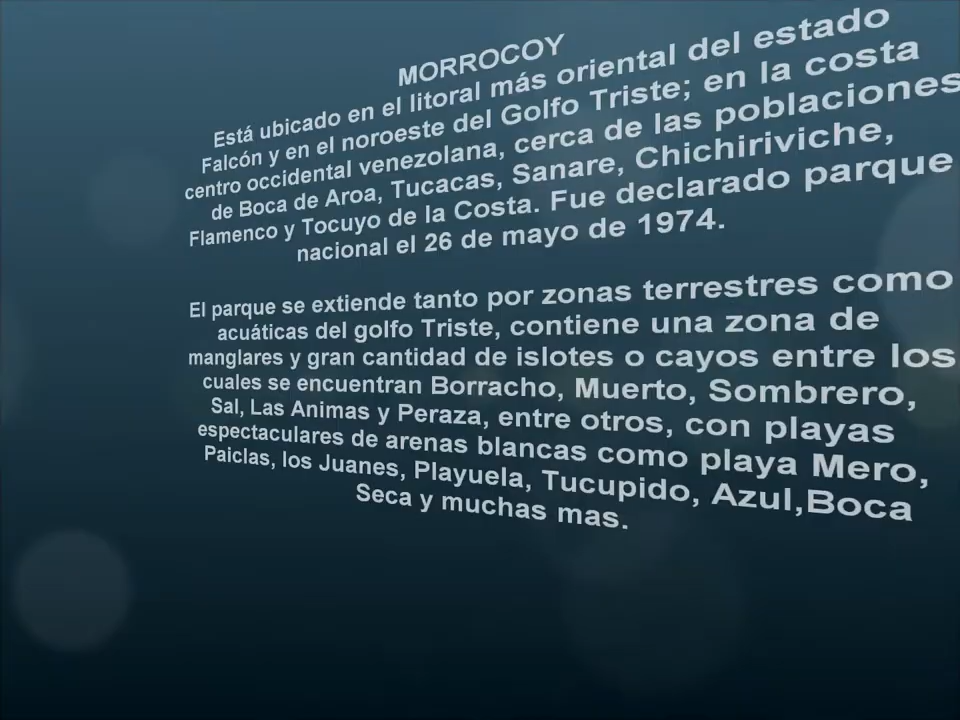 MORROCOY
Está ubicado en el litoral más oriental del estado
Falcón y en el noroeste del Golfo Triste; en la costa
centro occidental venezolana, cerca de las poblaciones
de Boca de Aroa, Tucacas, Sanare, Chichiriviche,
Flamenco y Tocuyo de la Costa. Fue declarado parque
nacional el 26 de mayo de 1974.
El parque se extiende tanto por zonas terrestres como
acuáticas del golfo Triste, contiene una zona de
manglares y gran cantidad de islotes o cayos entre los
cuales se encuentran Borracho, Muerto, Sombrero,
Sal, Las Animas y Peraza, entre otros, con playas
espectaculares de arenas blancas como playa Mero,
Paiclas, los Juanes, Playuela, Tucupido, Azul,Boca
Seca y muchas mas.